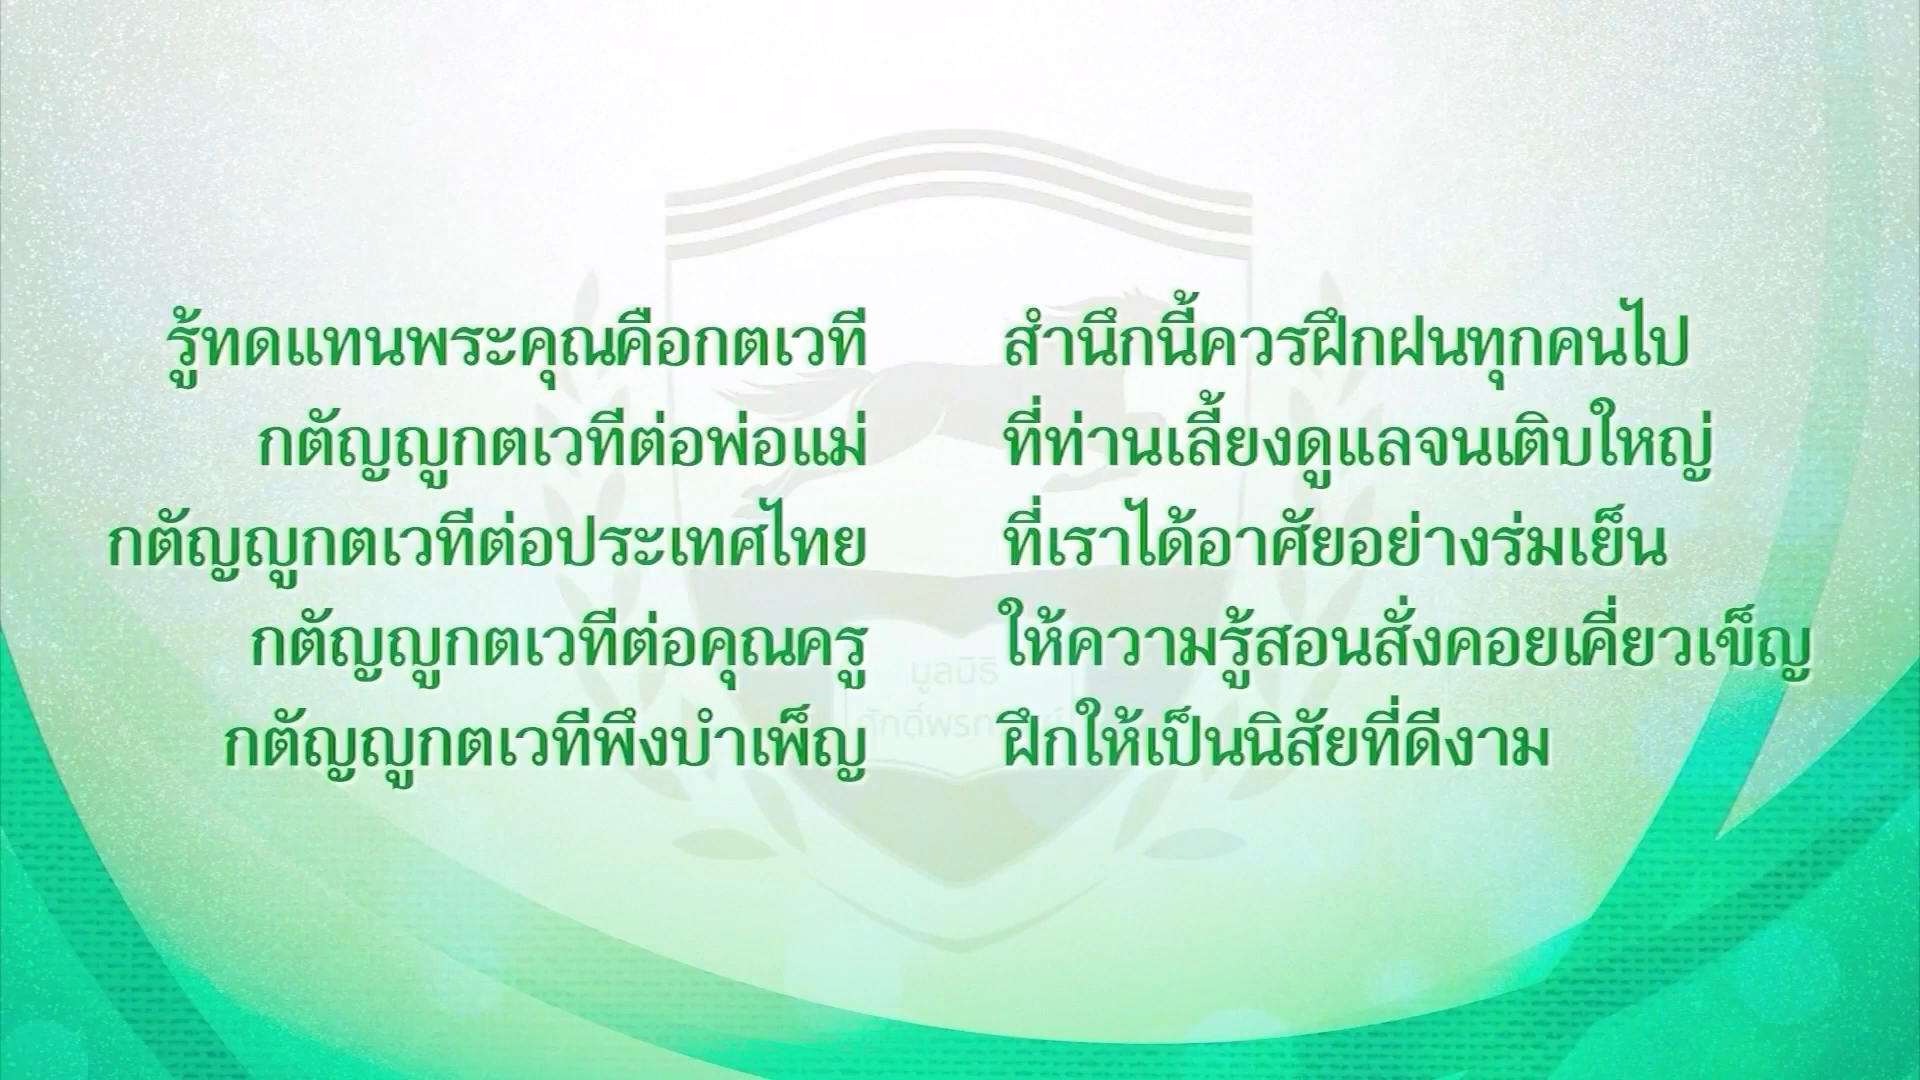 รู้ทดแทนพระคุณคือกตเวที สำนึกนี้ควรฝึกฝนทุกคนไป
กตัญญูกตเวทีต่อพ่อแม่ ที่ท่านเลี้ยงดูแลจนเติบใหญ่
กตัญญูกตเวทีต่อประเทศไทย ที่เราได้อาศัยอย่างร่มเย็น
กตัญญูกตเวทีต่อคุณครู ให้ความรู้สอนสั่งคอยเคี่ยวเข็ญ
มูลนิธิ
กตัญญูกตเวทีพึงบำเพ็ญ ฝึกให้เป็นนิสัยที่ดีงาม